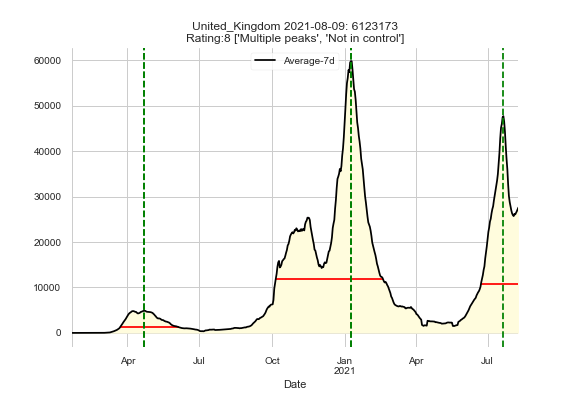 United_Kingdom 2021-08-09: 6123173
Rating:8 ['Multiple peaks', 'Not in control']
Average-7d
60000
50000
40000
30000
20000
10000
0
Apr Jul Oct Jan Apr Jul
2021
Date